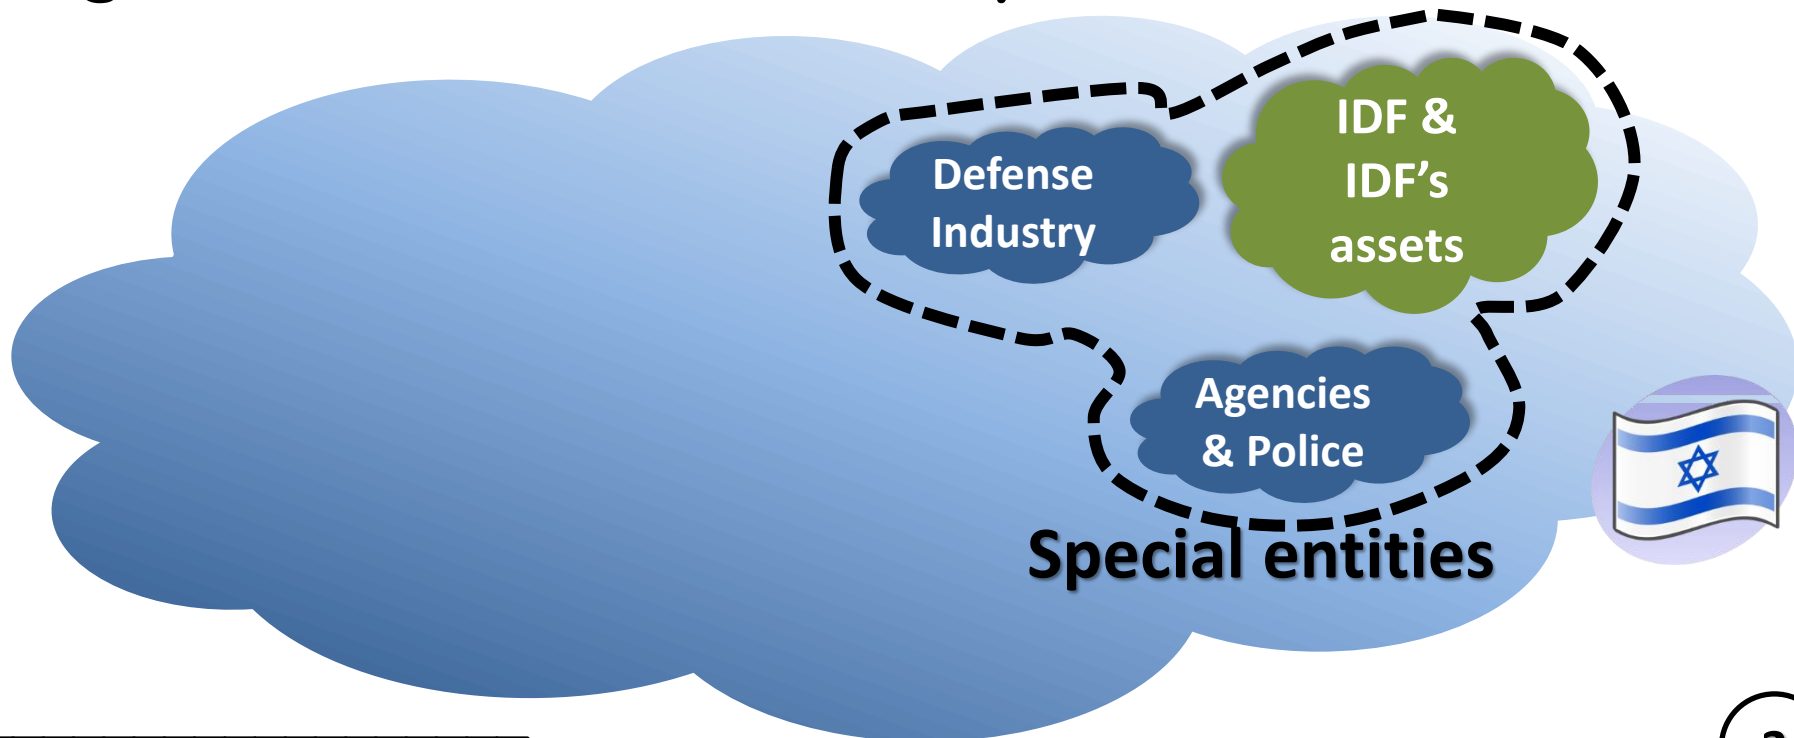 Defense
Industry
IDF &
IDF's
assets
Agencies
& Police
Special entities